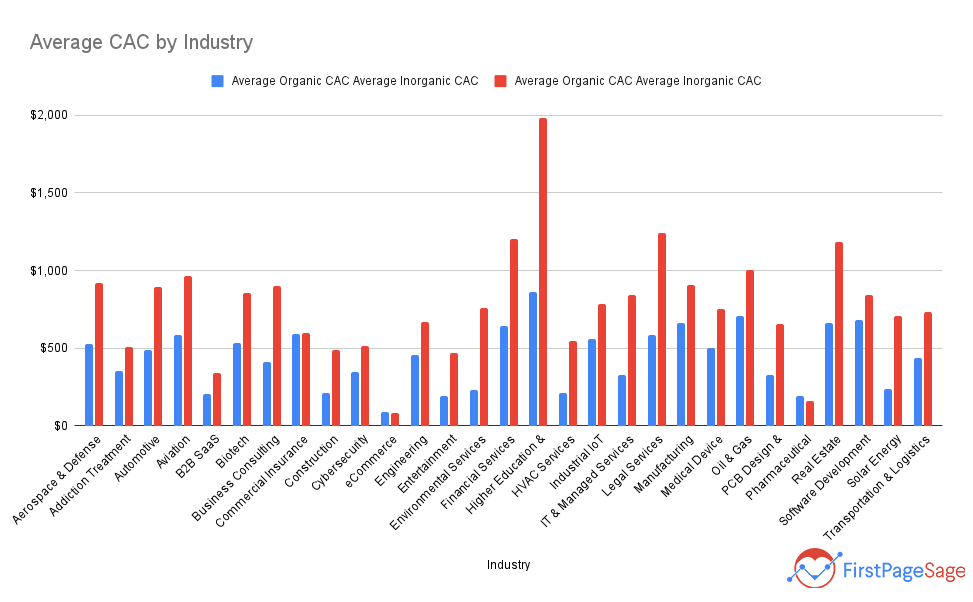 Average CAC by Industry
Average Organic CAC Average Inorganic CAC
Average Organic CAC Average Inorganic CAC
$2,000
$1,500
$1,000
$500
$0
Aerospace & Defense
Addiction Treatment
Automotive
Aviation
B2B SaaS
Biotech
Business Consulting
Commercial Insurance
Construction
Cybersecurity
eCommerce
Engineering
Entertainment
Environmental Services
Financial Services
Higher Education &
HVAC Services
Industrial IoT
IT & Managed Services
Legal Services
Manufacturing
Medical Device
Oil & Gas
PCB Design &
Pharmaceutical
Real Estate
Software Development
Solar Energy
Transportation & Logistics
Industry
FirstPageSage